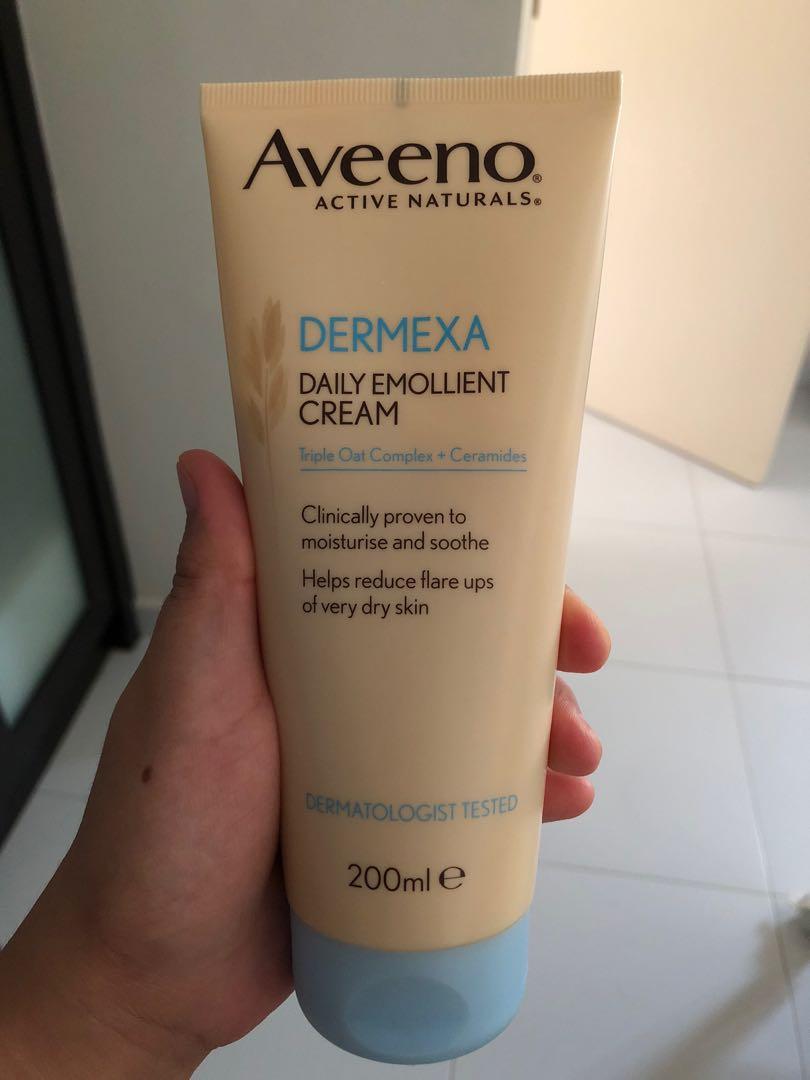 Aveeno®
ACTIVE NATURALS®
DERMEXA
DAILY EMOLLIENT
CREAM
Triple Oat Complex + Ceramides
Clinically proven to
moisturise and soothe
Helps reduce flare ups
of very dry skin
DERMATOLOGIST TESTED
200ml ℮